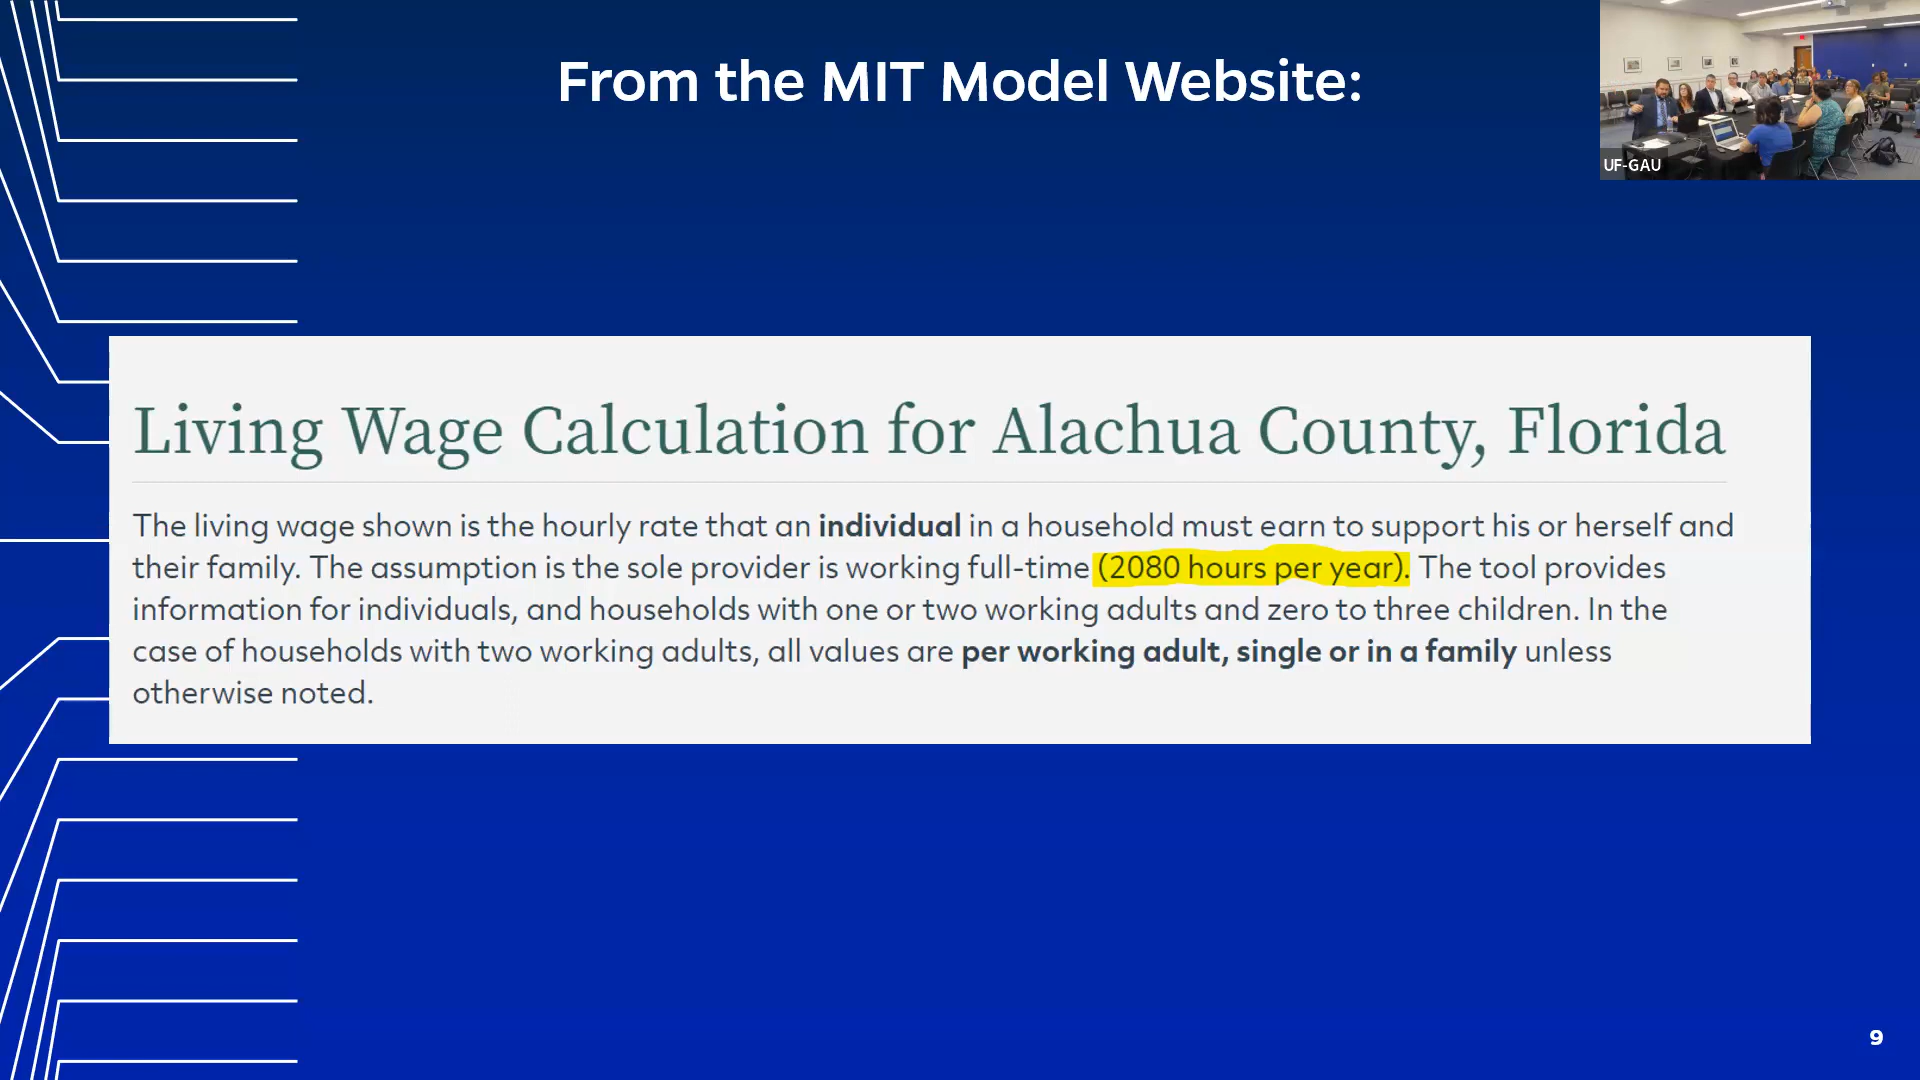 From the MIT Model Website:
UF-GAU
Living Wage Calculation for Alachua County, Florida
The living wage shown is the hourly rate that an individual in a household must earn to support his or herself and
their family. The assumption is the sole provider is working full-time (2080 hours per year). The tool provides
information for individuals, and households with one or two working adults and zero to three children. In the
case of households with two working adults, all values are per working adult, single or in a family unless
otherwise noted.
9